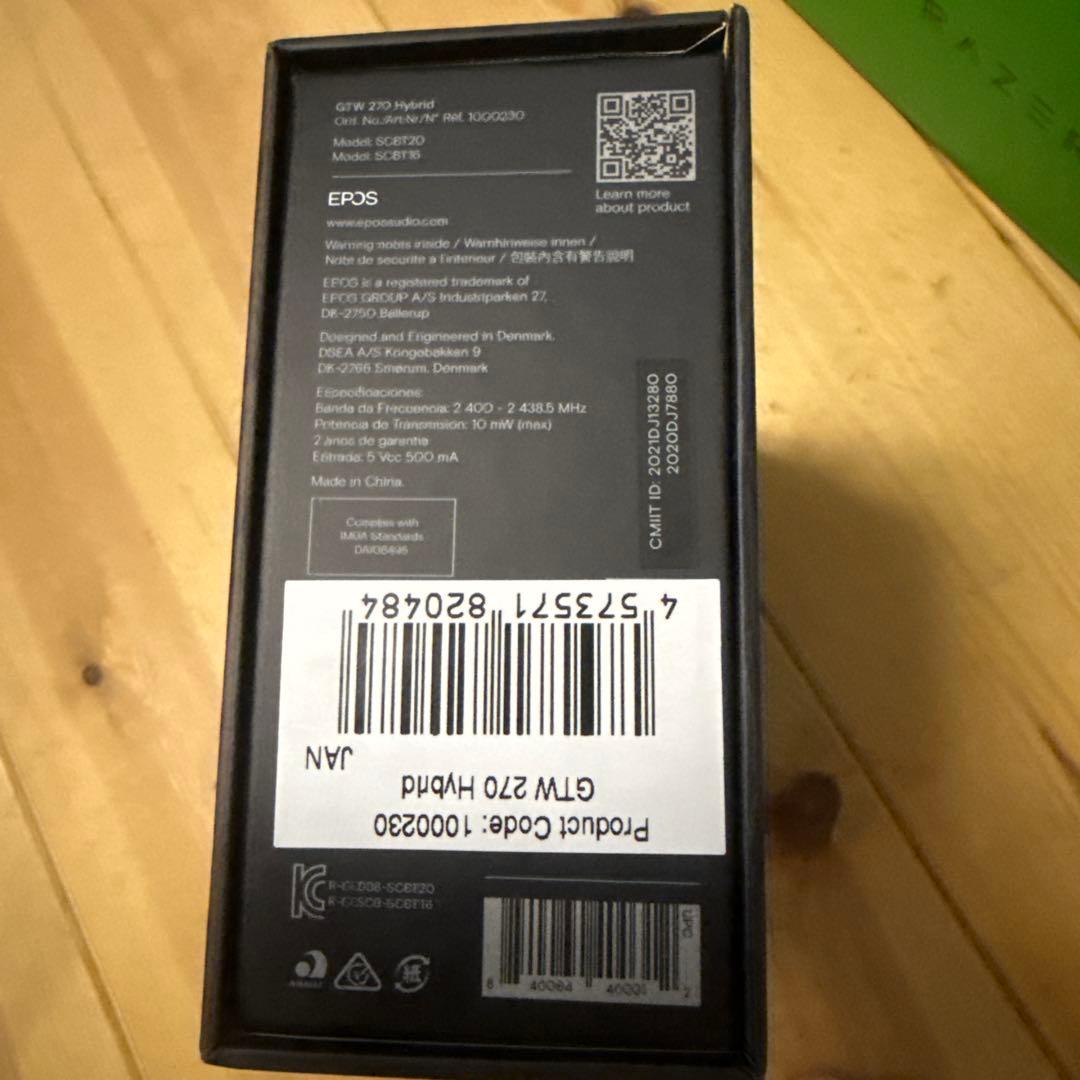 RAZER
GTW 270 Hybrid
Ord. No./Art-Nr./N° Réf. 1000230
Model: SCBT20
Model: SCBT16
Learn more
about product
EPOS
www.eposaudio.com
Warning notes inside / Warnhinweise innen /
Note de securite a l'interieur / 包裝內含有警告說明
EPOS is a registered trademark of
EPOS GROUP A/S Industriparken 27,
DK-2750 Ballerup
Designed and Engineered in Denmark.
DSEA A/S Kongebakken 9
DK-2765 Smørum, Denmark
Especificaciones:
Banda da Frecuencia: 2 400 - 2 438.5 MHz
Potencia de Transmision: 10 mW (max)
2 anos de garantia
Entrada: 5 Vcc 500 mA
Made in China.
Complies with
IMDA Standards
CMIIT ID: 2021DJ13280
2020DJ7880
Product Code: 1000230
GTW 270 Hybrid
JAN
4 573571 820484
UPC
紙